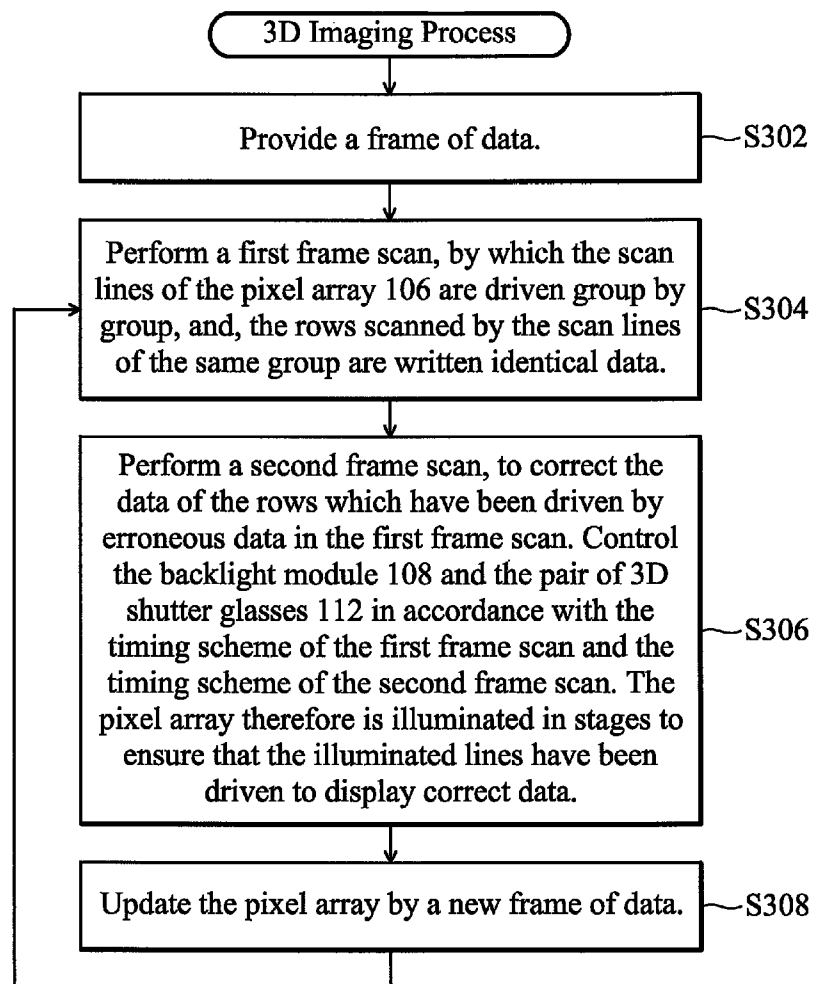 3D Imaging Process
Provide a frame of data.
S302
Perform a first frame scan, by which the scan
lines of the pixel array 106 are driven group by
group, and, the rows scanned by the scan lines
of the same group are written identical data.
S304
Perform a second frame scan, to correct the
data of the rows which have been driven by
erroneous data in the first frame scan. Control
the backlight module 108 and the pair of 3D
shutter glasses 112 in accordance with the
timing scheme of the first frame scan and the
timing scheme of the second frame scan. The
pixel array therefore is illuminated in stages to
ensure that the illuminated lines have been
driven to display correct data.
S306
Update the pixel array by a new frame of data.
S308